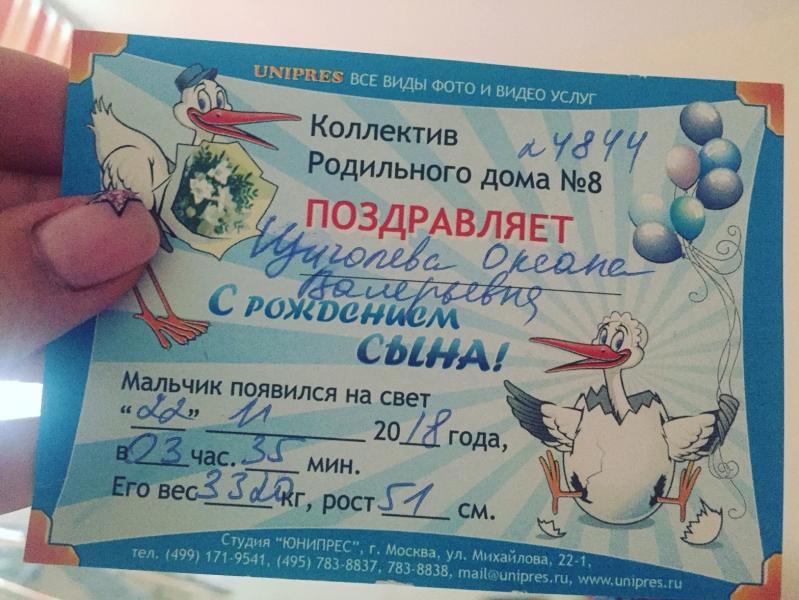 UNIPRES ВСЕ ВИДЫ ФОТО И ВИДЕО УСЛУГ
Коллектив
Родильного дома №8
24844
ПОЗДРАВЛЯЕТ
Щиголева Оксана
Валерьевна
С РОЖДЕНИЕМ
СЫНА!
Мальчик появился на свет
“22” 11 2018 года,
в 03 час. 35 мин.
Его вес 3320 кг, рост 51 см.
Студия “ЮНИПРЕС”, г. Москва, ул. Михайлова, 22-1,
тел. (499) 171-9541, (495) 783-8837, 783-8838, mail@unipres.ru, www.unipres.ru